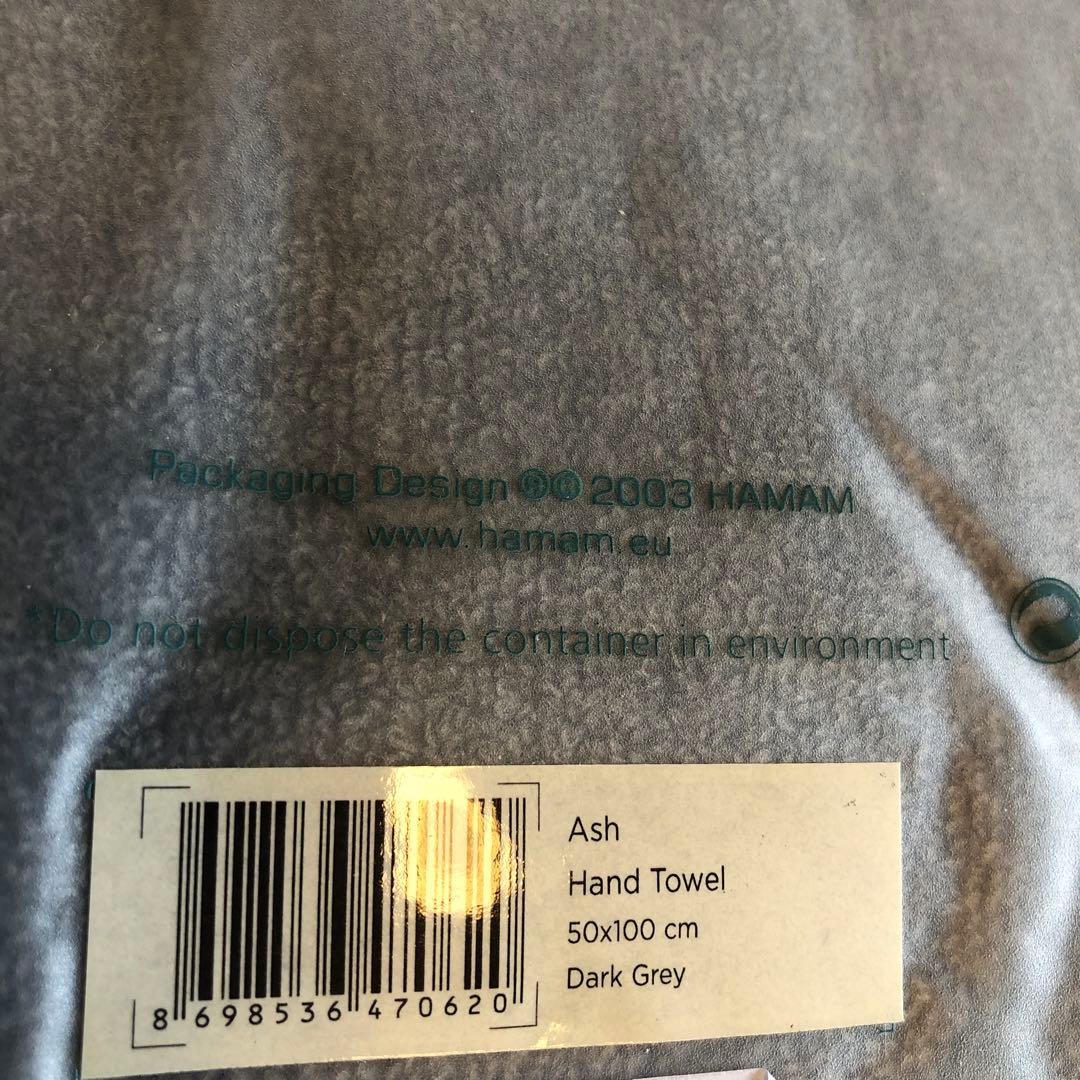 Packaging Design ®© 2003 HAMAM
www.hamam.eu
*Do not dispose the container in environment
Ash
Hand Towel
50x100 cm
Dark Grey
8 698536 470620